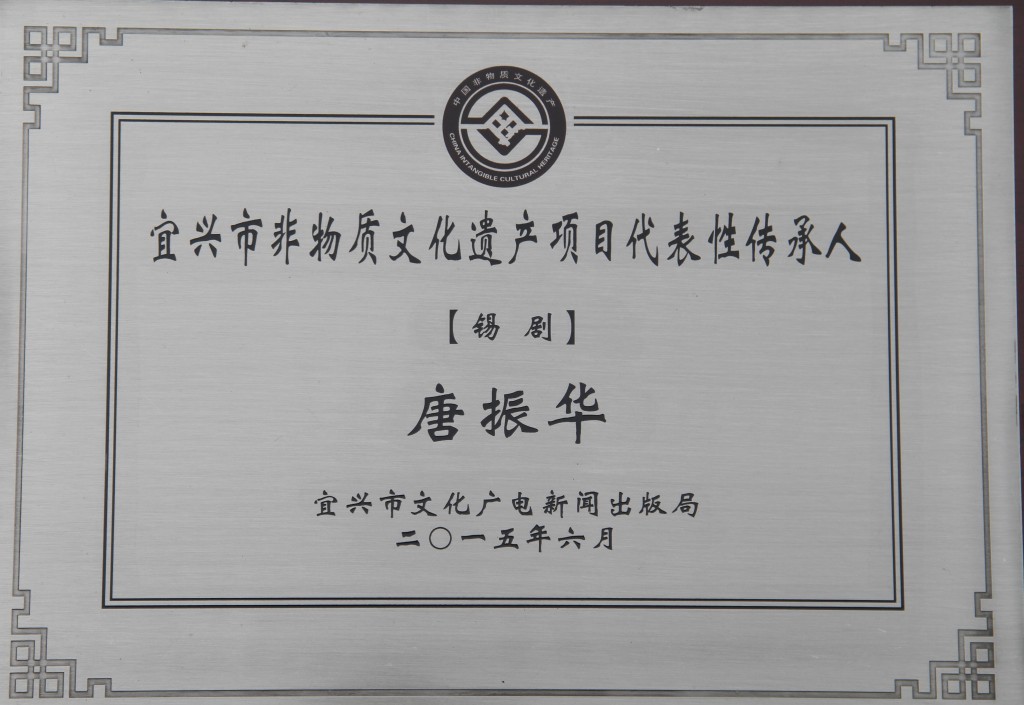 中国非物质文化遗产
CHINA INTANGIBLE CULTURAL HERITAGE
宜兴市非物质文化遗产项目代表性传承人
【锡 剧】
唐振华
宜兴市文化广电新闻出版局
二〇一五年六月